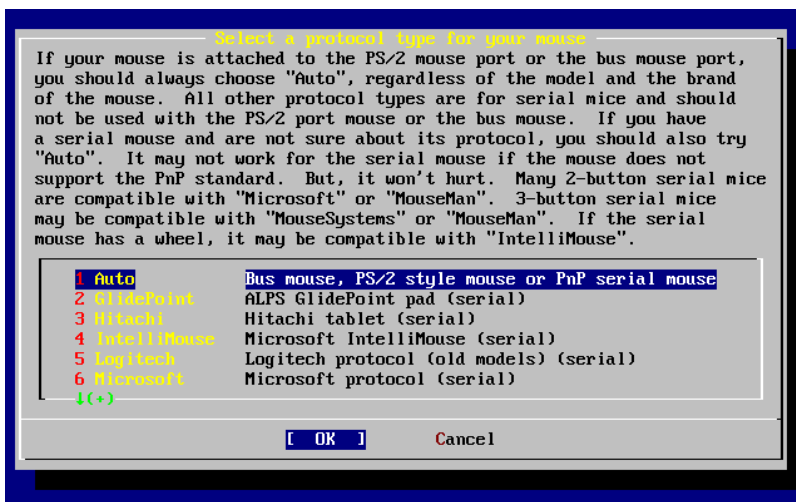 Select a protocol type for your mouse
If your mouse is attached to the PS/2 mouse port or the bus mouse port,
you should always choose "Auto", regardless of the model and the brand
of the mouse.  All other protocol types are for serial mice and should
not be used with the PS/2 port mouse or the bus mouse.  If you have
a serial mouse and are not sure about its protocol, you should also try
"Auto".  It may not work for the serial mouse if the mouse does not
support the PnP standard.  But, it won't hurt.  Many 2-button serial mice
are compatible with "Microsoft" or "MouseMan".  3-button serial mice
may be compatible with "MouseSystems" or "MouseMan".  If the serial
mouse has a wheel, it may be compatible with "IntelliMouse".
1 Auto Bus mouse, PS/2 style mouse or PnP serial mouse
2 GlidePoint ALPS GlidePoint pad (serial)
3 Hitachi Hitachi tablet (serial)
4 IntelliMouse Microsoft IntelliMouse (serial)
5 Logitech Logitech protocol (old models) (serial)
6 Microsoft Microsoft protocol (serial)
↓(+)
[ OK ] Cancel